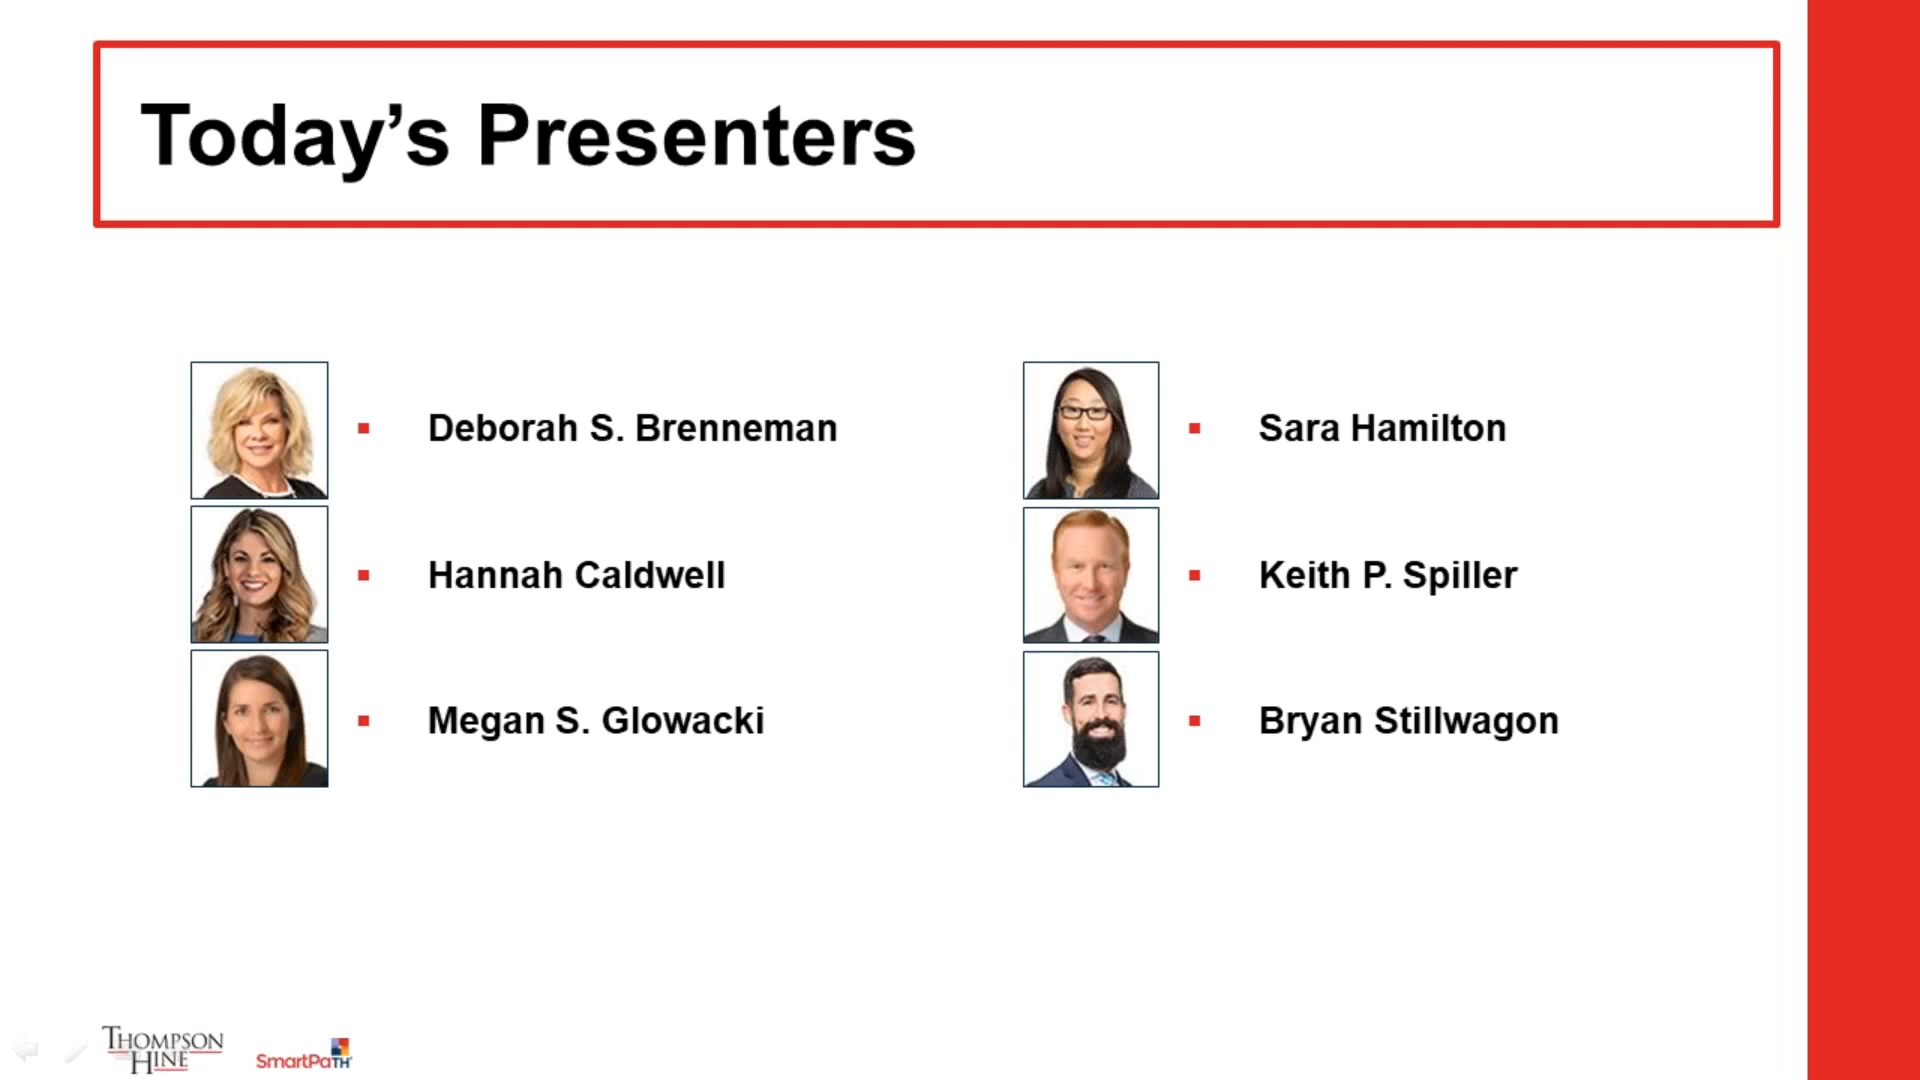 Today’s Presenters
Deborah S. Brenneman
Hannah Caldwell
Megan S. Glowacki
Sara Hamilton
Keith P. Spiller
Bryan Stillwagon
THOMPSON
HINE
SmartPaTH